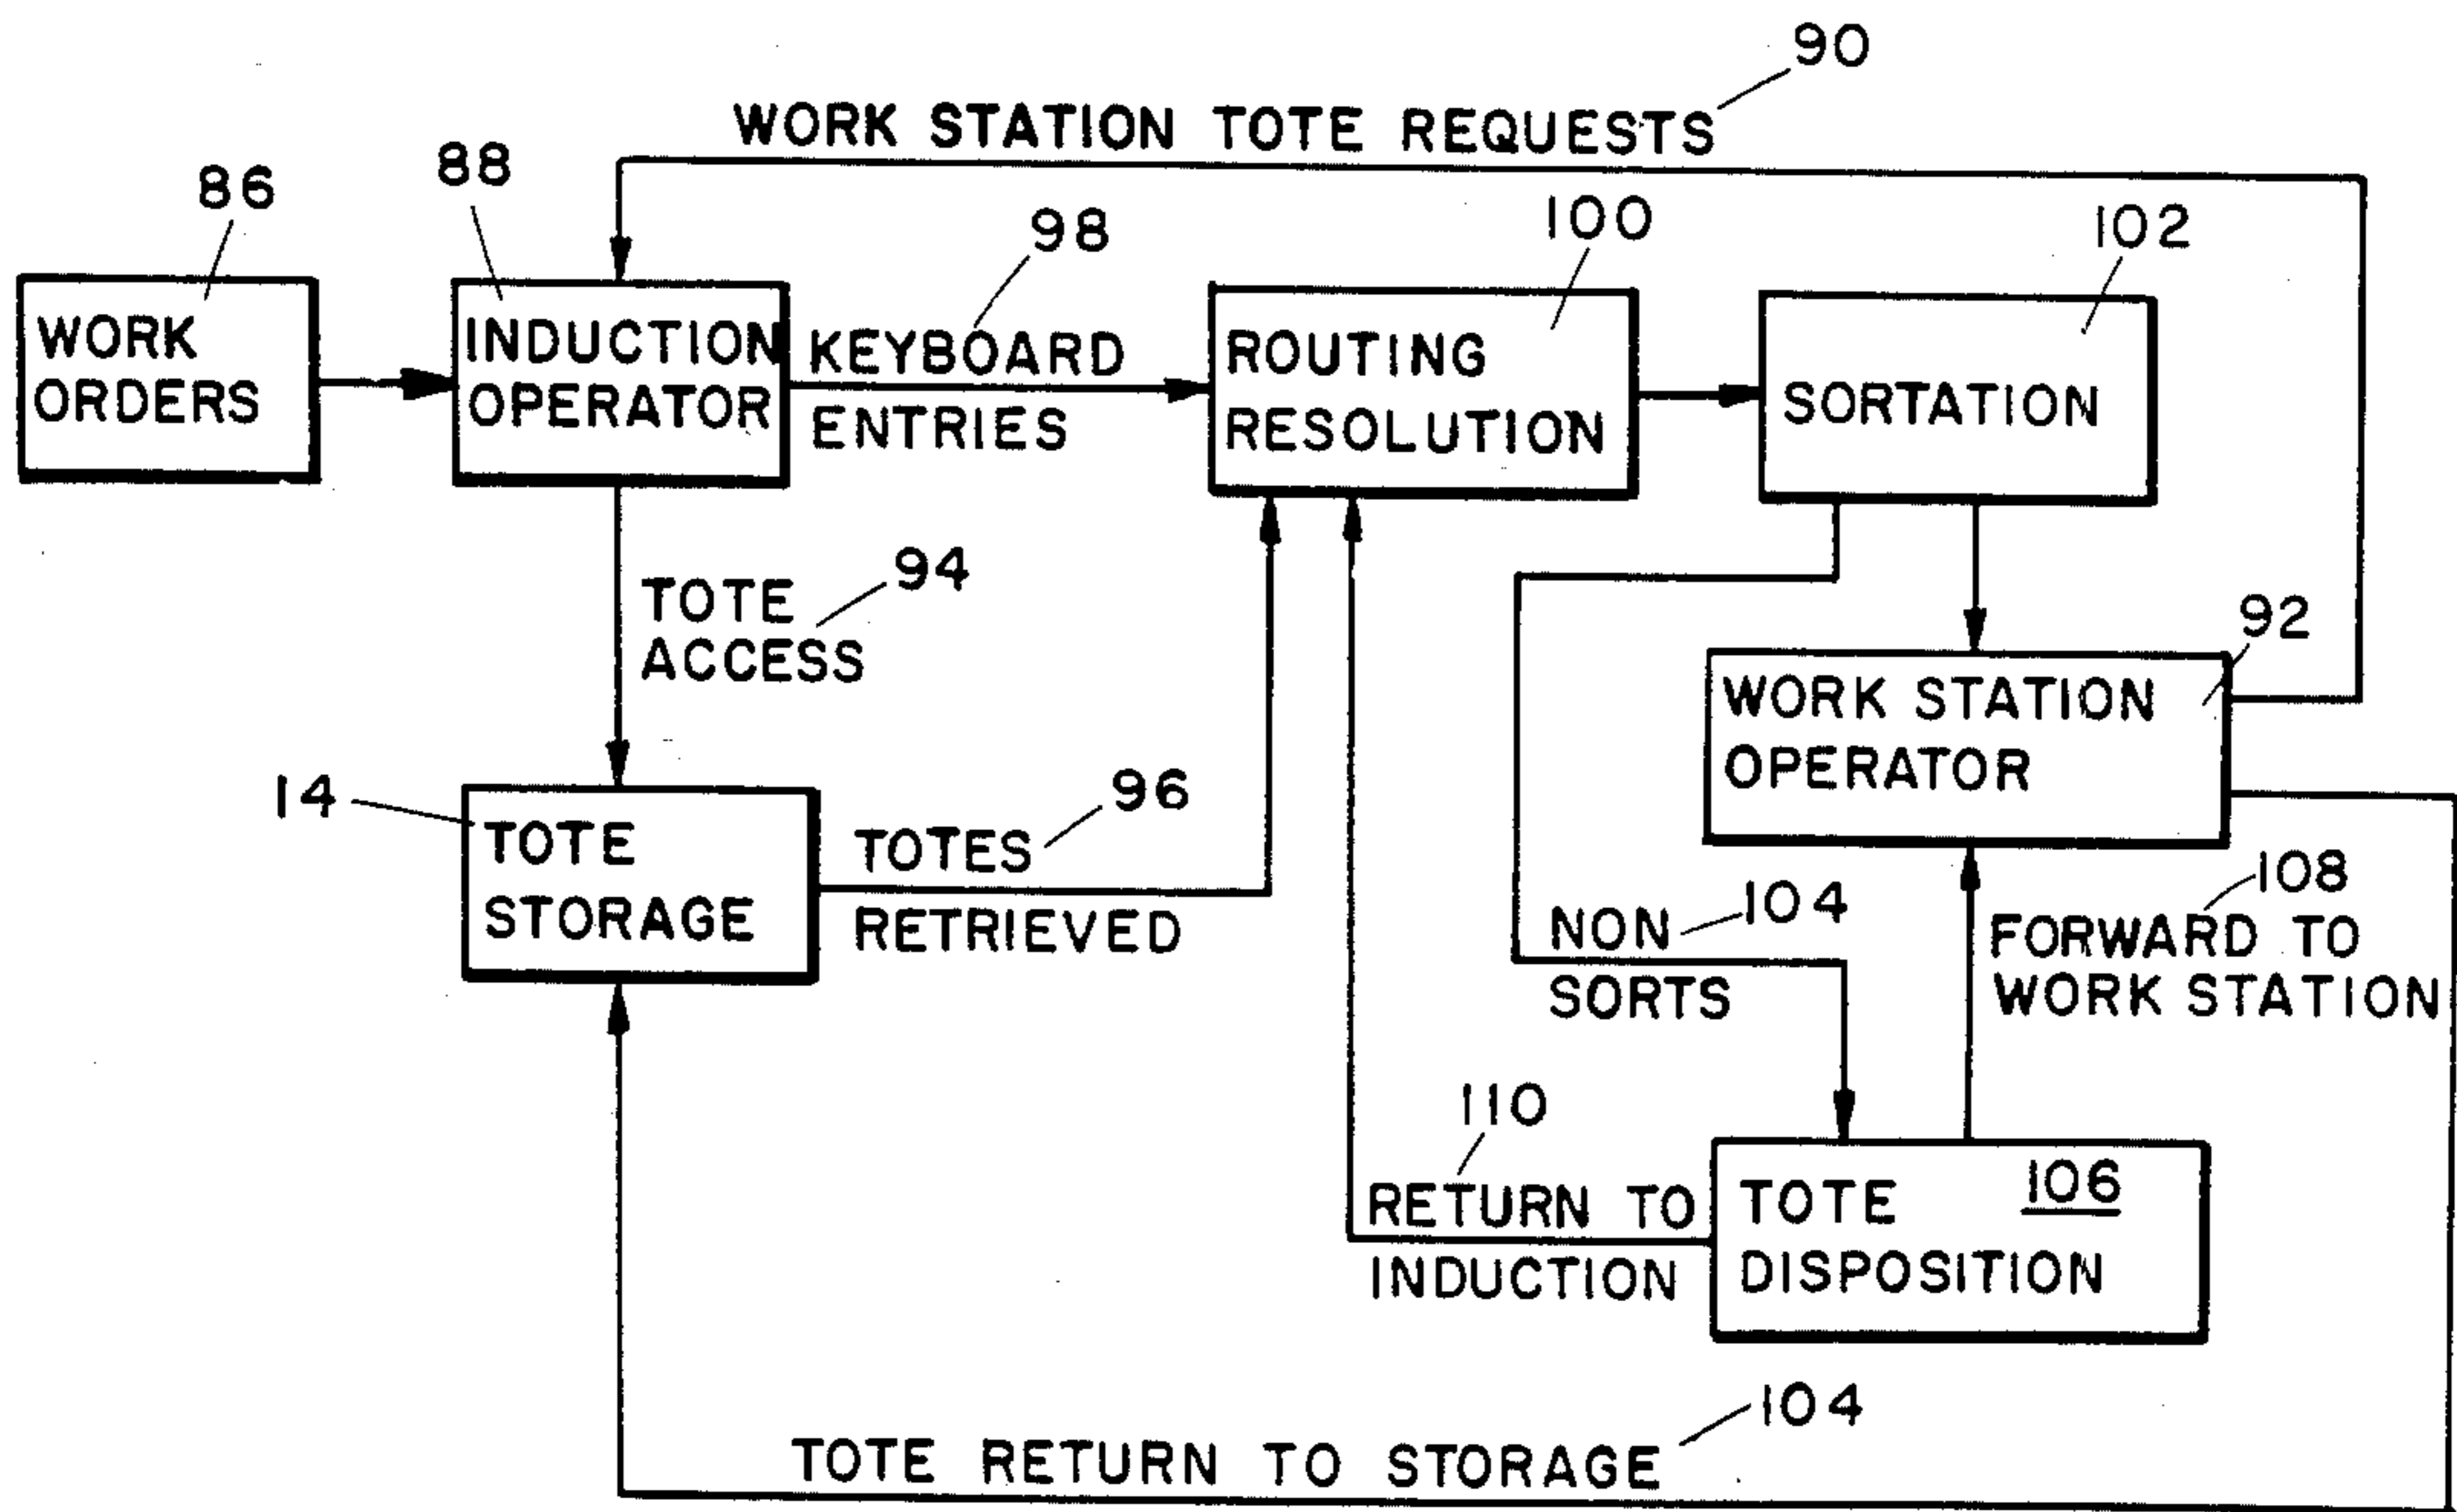 90
WORK STATION TOTE REQUESTS
86
88
98
100
102
WORK
ORDERS
INDUCTION
OPERATOR
KEYBOARD
ENTRIES
ROUTING
RESOLUTION
SORTATION
94
TOTE
ACCESS
92
WORK STATION
OPERATOR
14
TOTE
STORAGE
96
TOTES
RETRIEVED
104
NON
SORTS
108
FORWARD TO
WORK STATION
110
RETURN TO
INDUCTION
TOTE 106
DISPOSITION
104
TOTE RETURN TO STORAGE